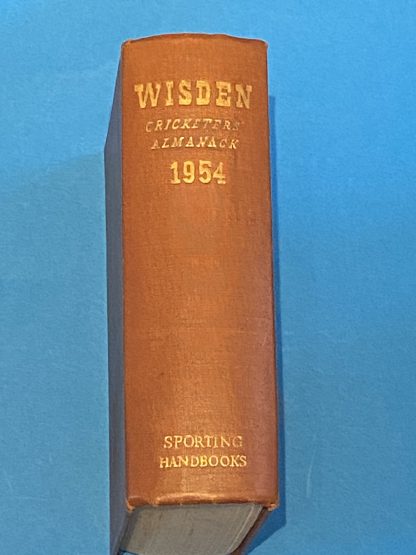 WISDEN
CRICKETERS'
ALMANACK
1954
SPORTING
HANDBOOKS